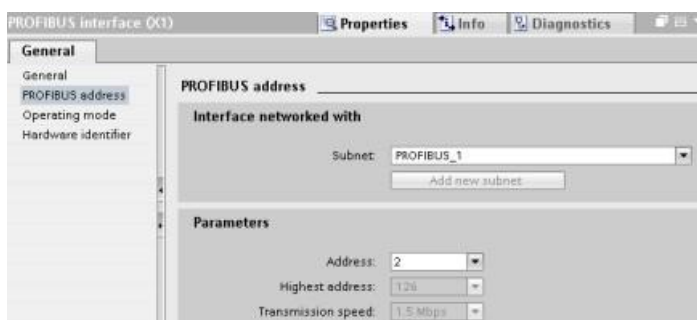 PROFIBUS interface (X1)
Properties
Info
Diagnostics
General
General
PROFIBUS address
Operating mode
Hardware identifier
PROFIBUS address
Interface networked with
Subnet: PROFIBUS_1
Add new subnet
Parameters
Address: 2
Highest address: 126
Transmission speed: 1.5 Mbps